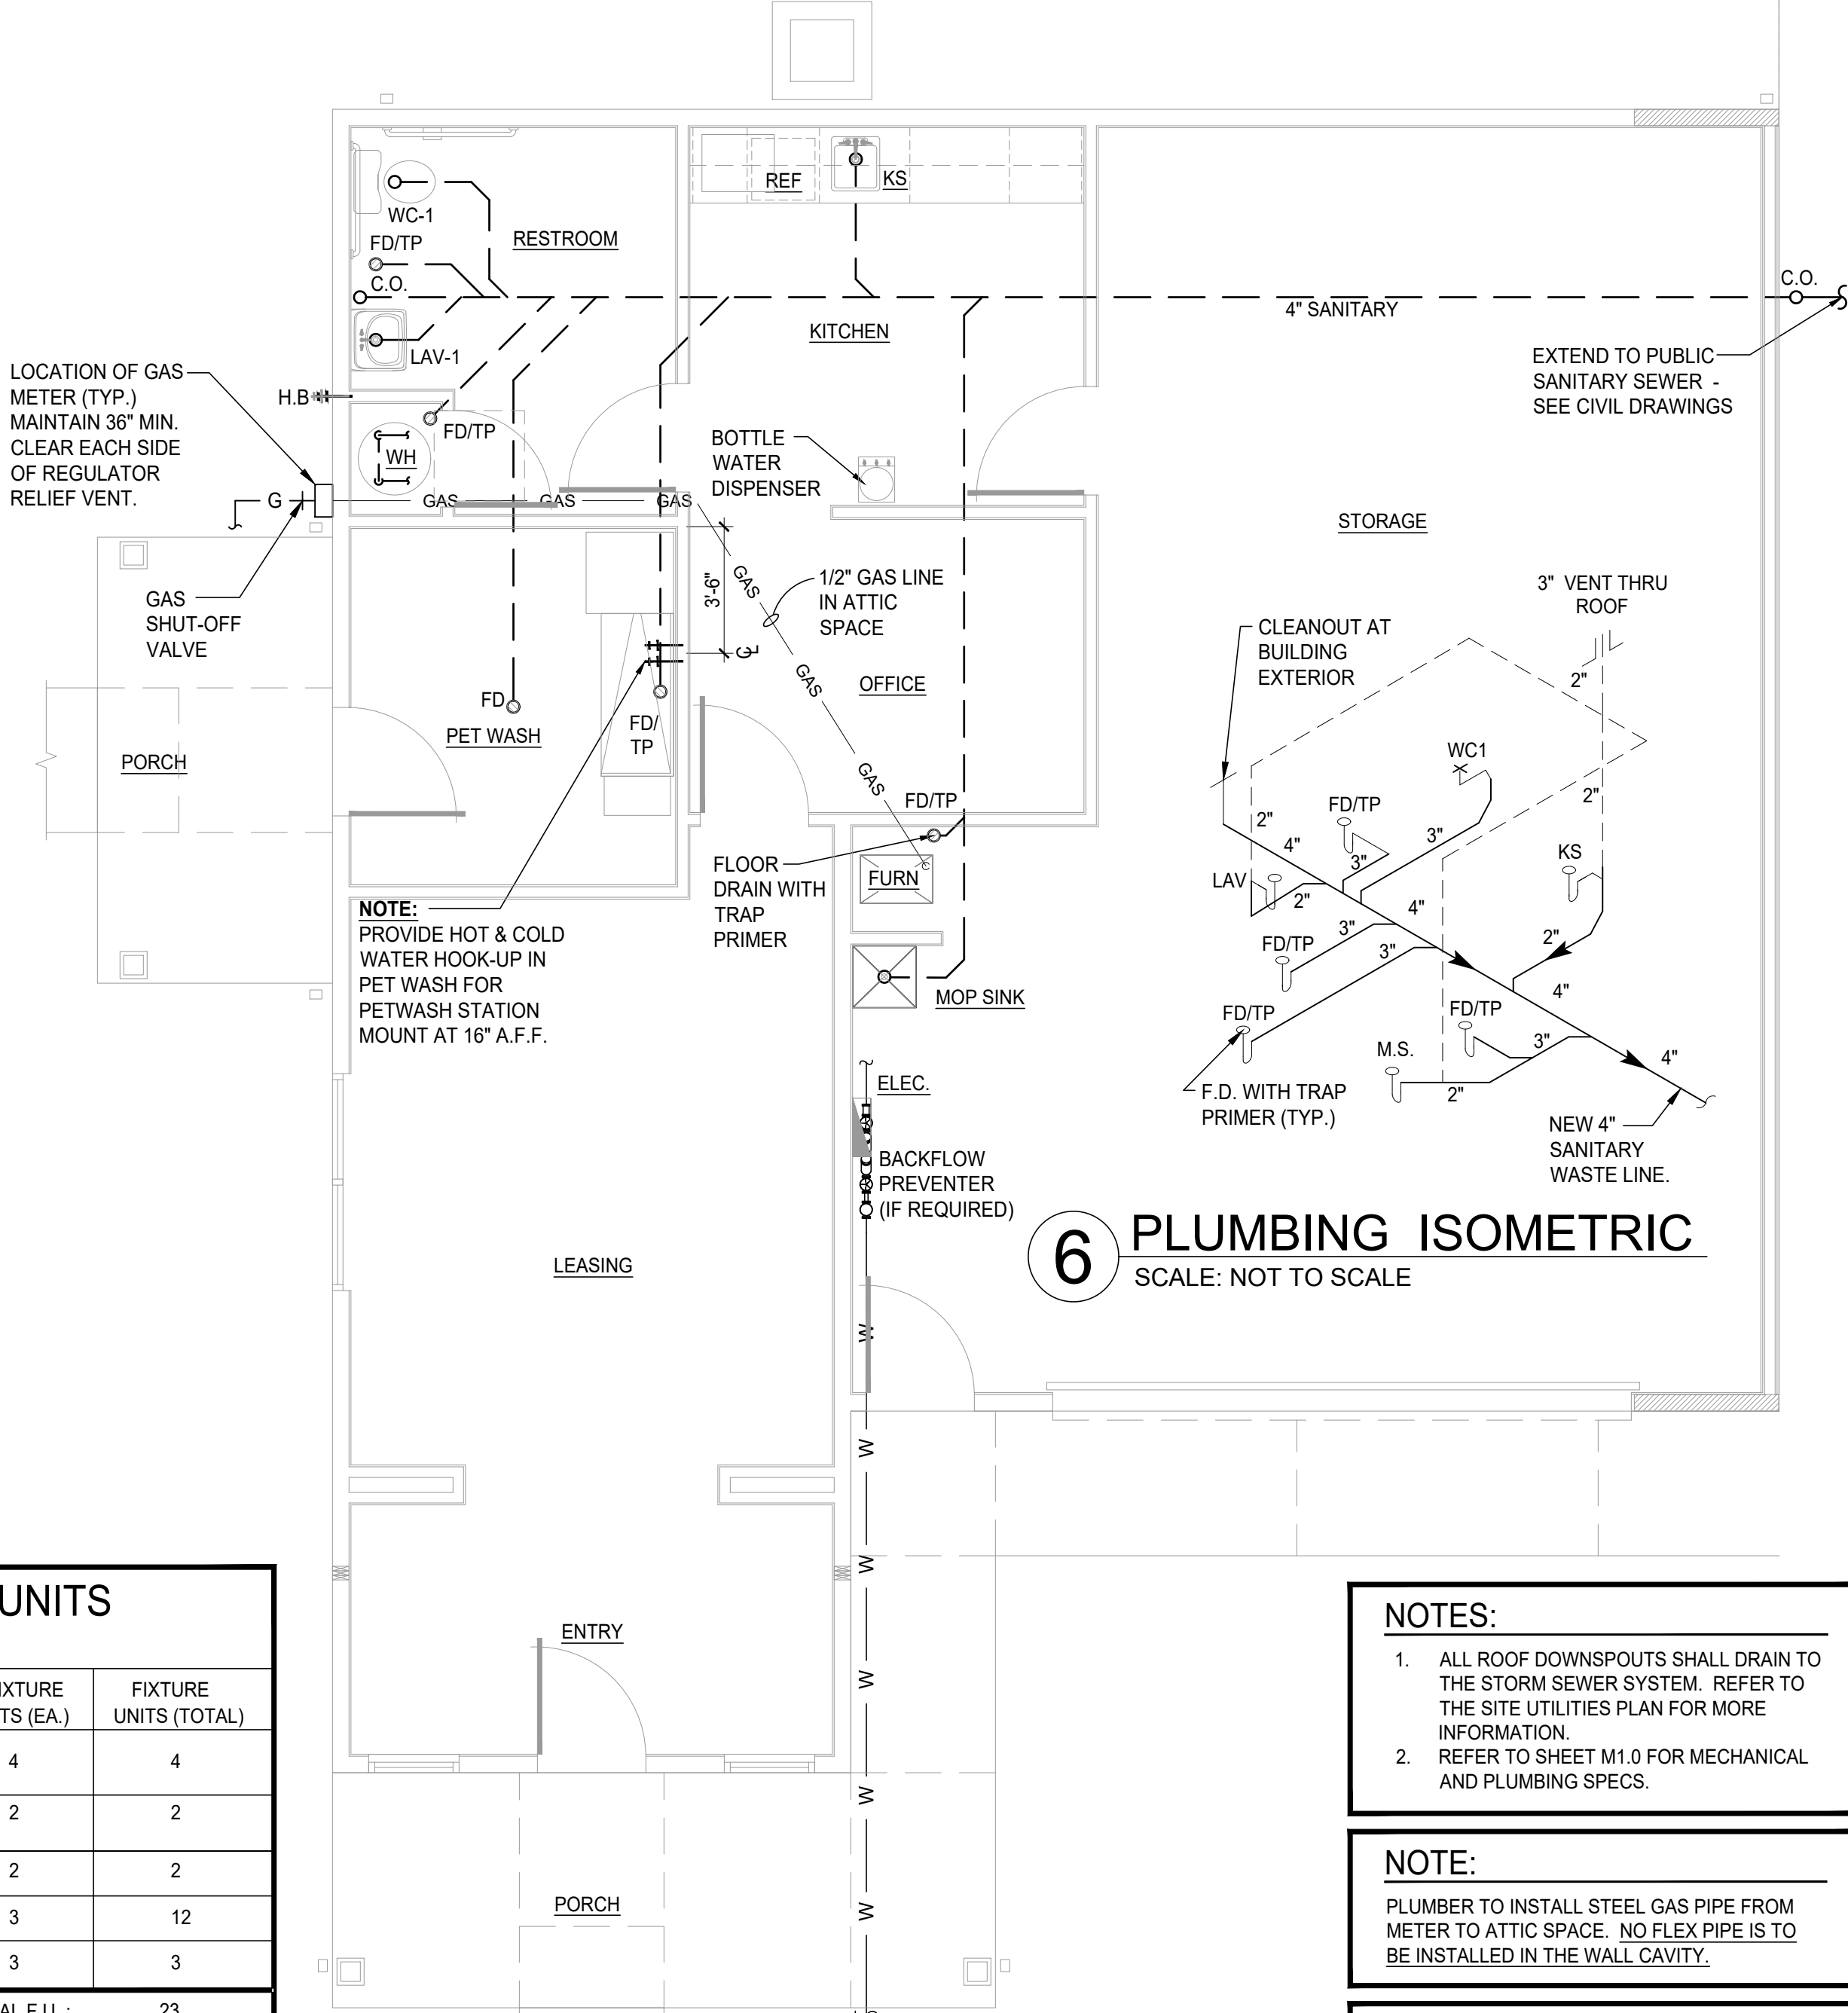 WC-1
FD/TP
RESTROOM
C.O.
LAV-1
REF
KS
KITCHEN
4" SANITARY
C.O.
EXTEND TO PUBLIC
SANITARY SEWER -
SEE CIVIL DRAWINGS
LOCATION OF GAS
METER (TYP.)
MAINTAIN 36" MIN.
CLEAR EACH SIDE
OF REGULATOR
RELIEF VENT.
H.B
FD/TP
WH
G
GAS
GAS
GAS
BOTTLE
WATER
DISPENSER
STORAGE
GAS
SHUT-OFF
VALVE
3'-6"
GAS
1/2" GAS LINE
IN ATTIC
SPACE
GAS
OFFICE
G
FD
PET WASH
FD/
TP
PORCH
GAS
FD/TP
FLOOR
DRAIN WITH
TRAP
PRIMER
FURN
NOTE:
PROVIDE HOT & COLD
WATER HOOK-UP IN
PET WASH FOR
PETWASH STATION
MOUNT AT 16" A.F.F.
MOP SINK
ELEC.
BACKFLOW
PREVENTER
(IF REQUIRED)
LEASING
3" VENT THRU
ROOF
CLEANOUT AT
BUILDING
EXTERIOR
2"
WC1
2"
FD/TP
2"
4"
3"
3"
KS
LAV
2"
4"
3"
FD/TP
3"
2"
4"
FD/TP
FD/TP
3"
M.S.
4"
2"
F.D. WITH TRAP
PRIMER (TYP.)
NEW 4"
SANITARY
WASTE LINE.
6
PLUMBING ISOMETRIC
SCALE: NOT TO SCALE
W
W
W
W
W
W
ENTRY
PORCH
UNITS
IXTURE
TS (EA.)
FIXTURE
UNITS (TOTAL)
4 4
2 2
2 2
3 12
3 3
AL F.U.: 23
NOTES:
1. ALL ROOF DOWNSPOUTS SHALL DRAIN TO
THE STORM SEWER SYSTEM. REFER TO
THE SITE UTILITIES PLAN FOR MORE
INFORMATION.
2. REFER TO SHEET M1.0 FOR MECHANICAL
AND PLUMBING SPECS.
NOTE:
PLUMBER TO INSTALL STEEL GAS PIPE FROM
METER TO ATTIC SPACE. NO FLEX PIPE IS TO
BE INSTALLED IN THE WALL CAVITY.